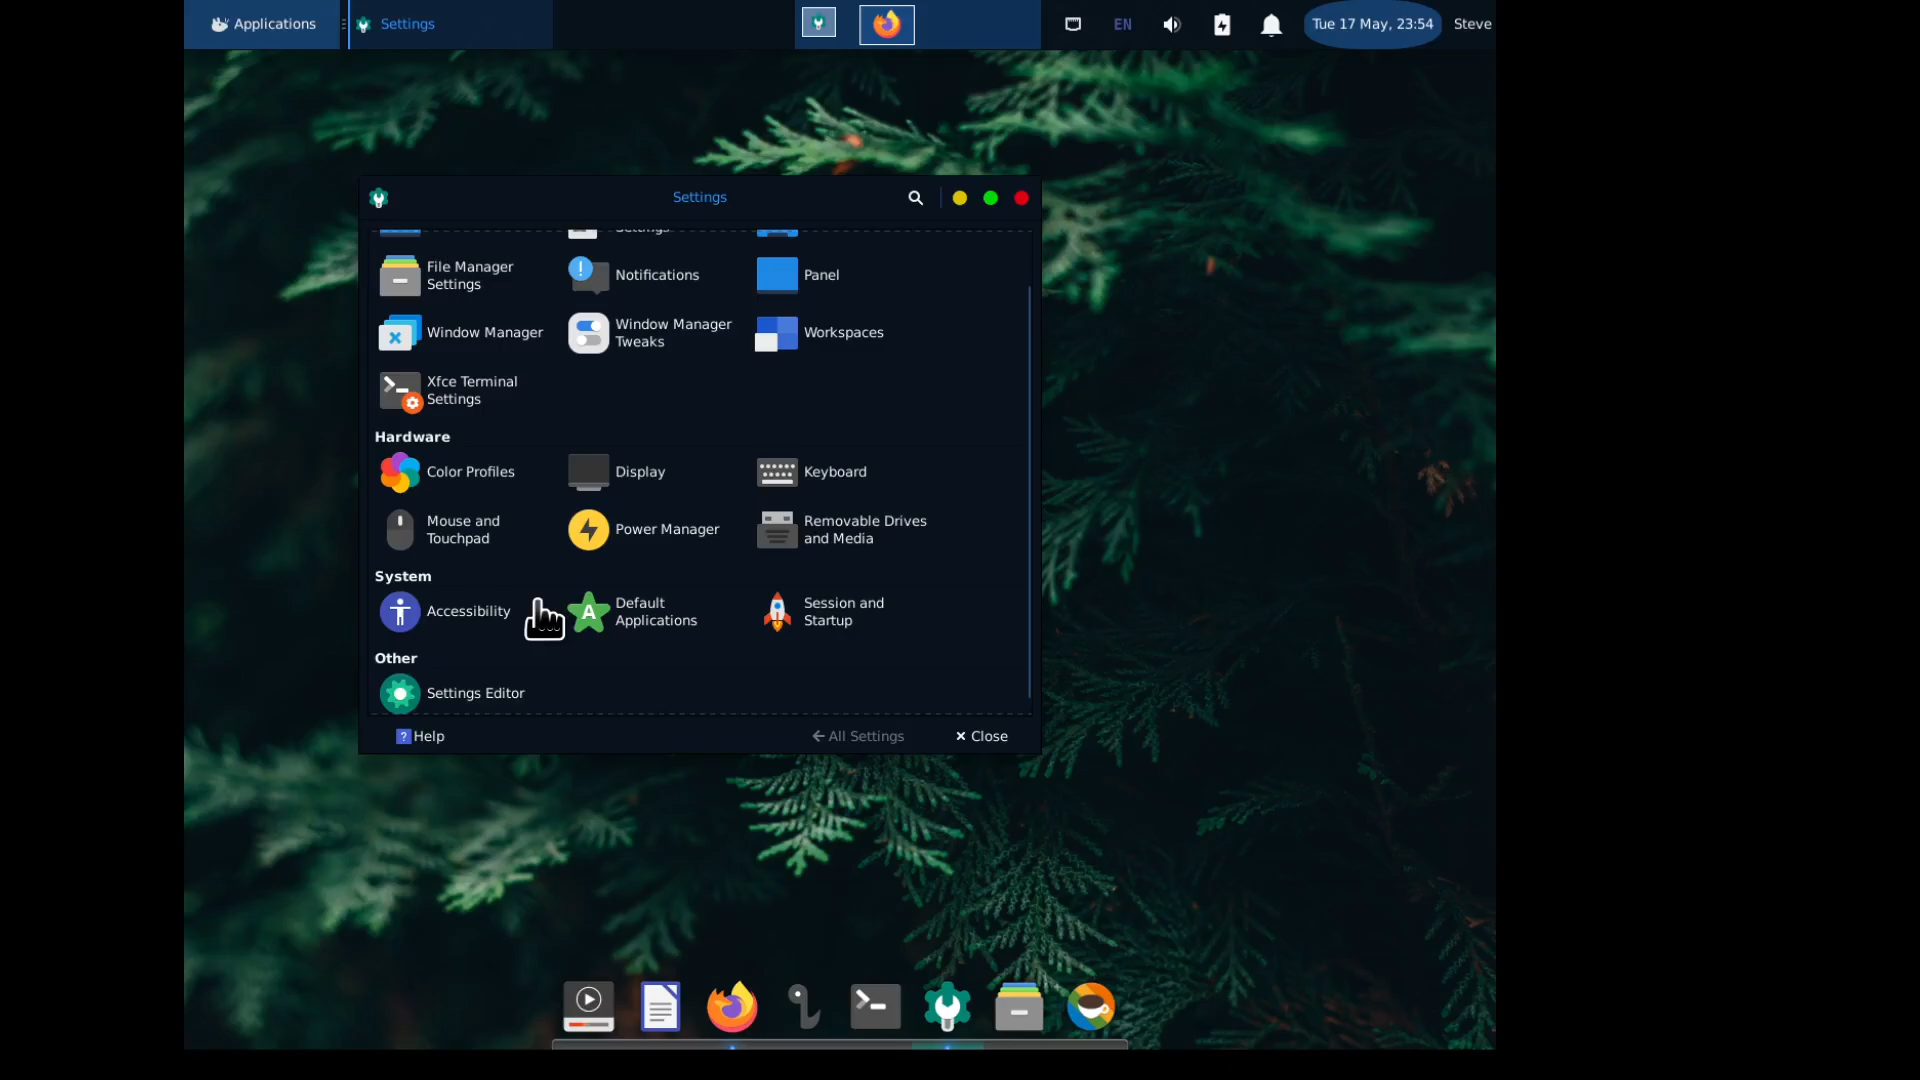 Applications
Settings
EN
Tue 17 May, 23:54
Steve
Settings
Settings
File Manager
Settings
Notifications
Panel
Window Manager
Window Manager
Tweaks
Workspaces
Xfce Terminal
Settings
Hardware
Color Profiles
Display
Keyboard
Mouse and
Touchpad
Power Manager
Removable Drives
and Media
System
Accessibility
Default
Applications
Session and
Startup
Other
Settings Editor
Help
All Settings
Close